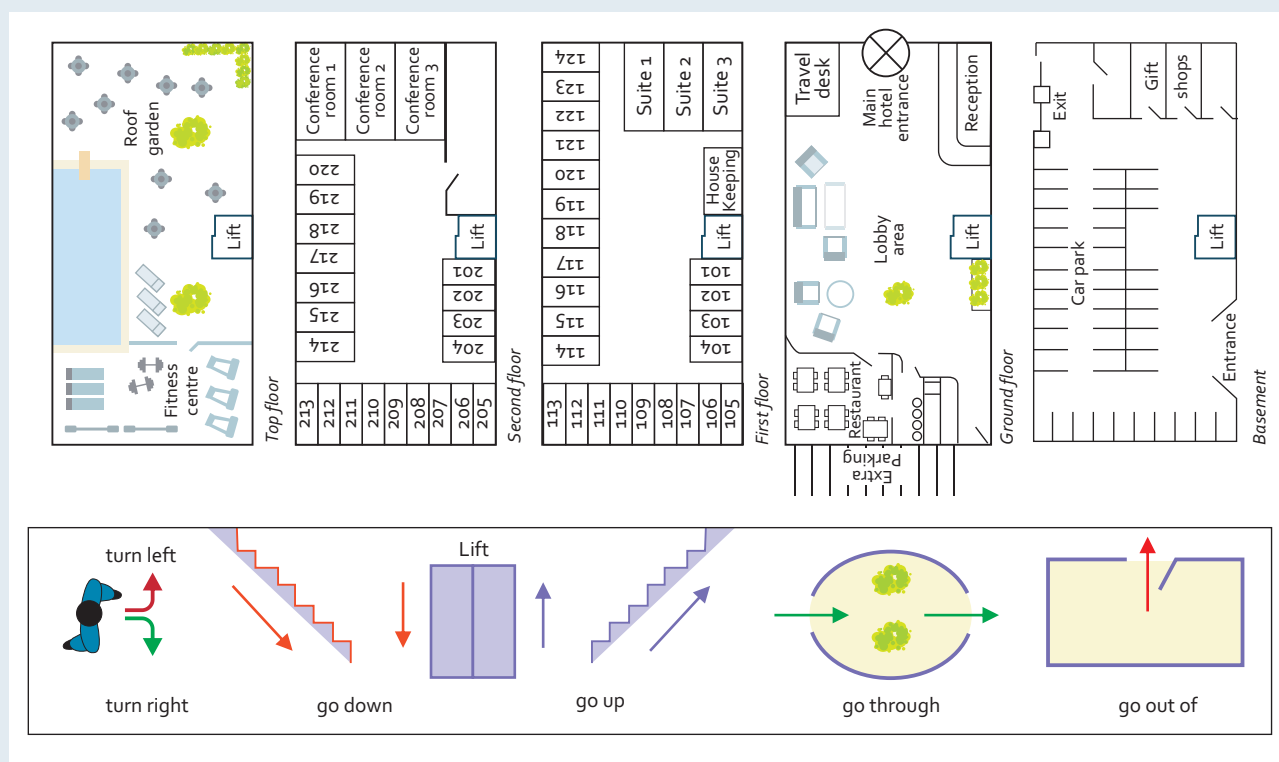 Roof
garden
Lift
Fitness
centre
Top floor
Conference
room 1
Conference
room 2
Conference
room 3
220
219
218
217
216
215
214
Lift
201
202
203
204
213
212
211
210
209
208
207
206
205
Second floor
124
123
122
121
120
119
118
117
116
115
114
Suite 1
Suite 2
Suite 3
House
Keeping
Lift
101
102
103
104
113
112
111
110
109
108
107
106
105
First floor
Travel
desk
Main
hotel
entrance
Reception
Lobby
area
Lift
Restaurant
Extra
Parking
Ground floor
Exit
Gift
shops
Car park
Lift
Entrance
Basement
turn left
turn right
go down
Lift
go up
go through
go out of